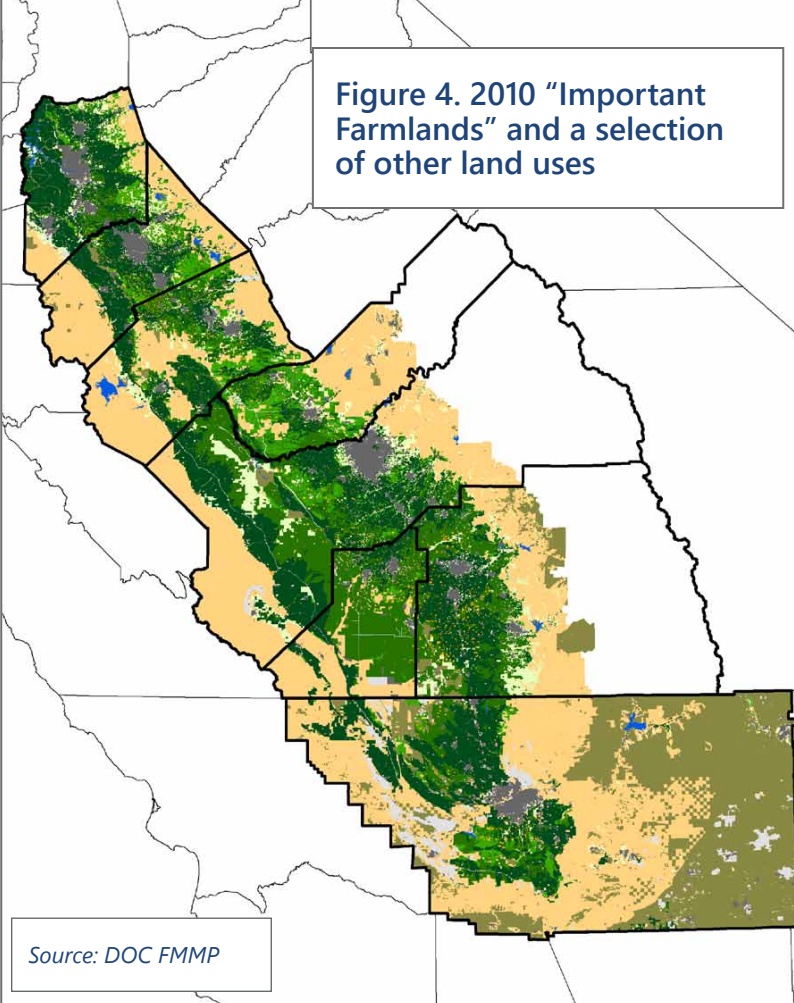 Figure 4. 2010 “Important
Farmlands” and a selection
of other land uses
Source: DOC FMMP